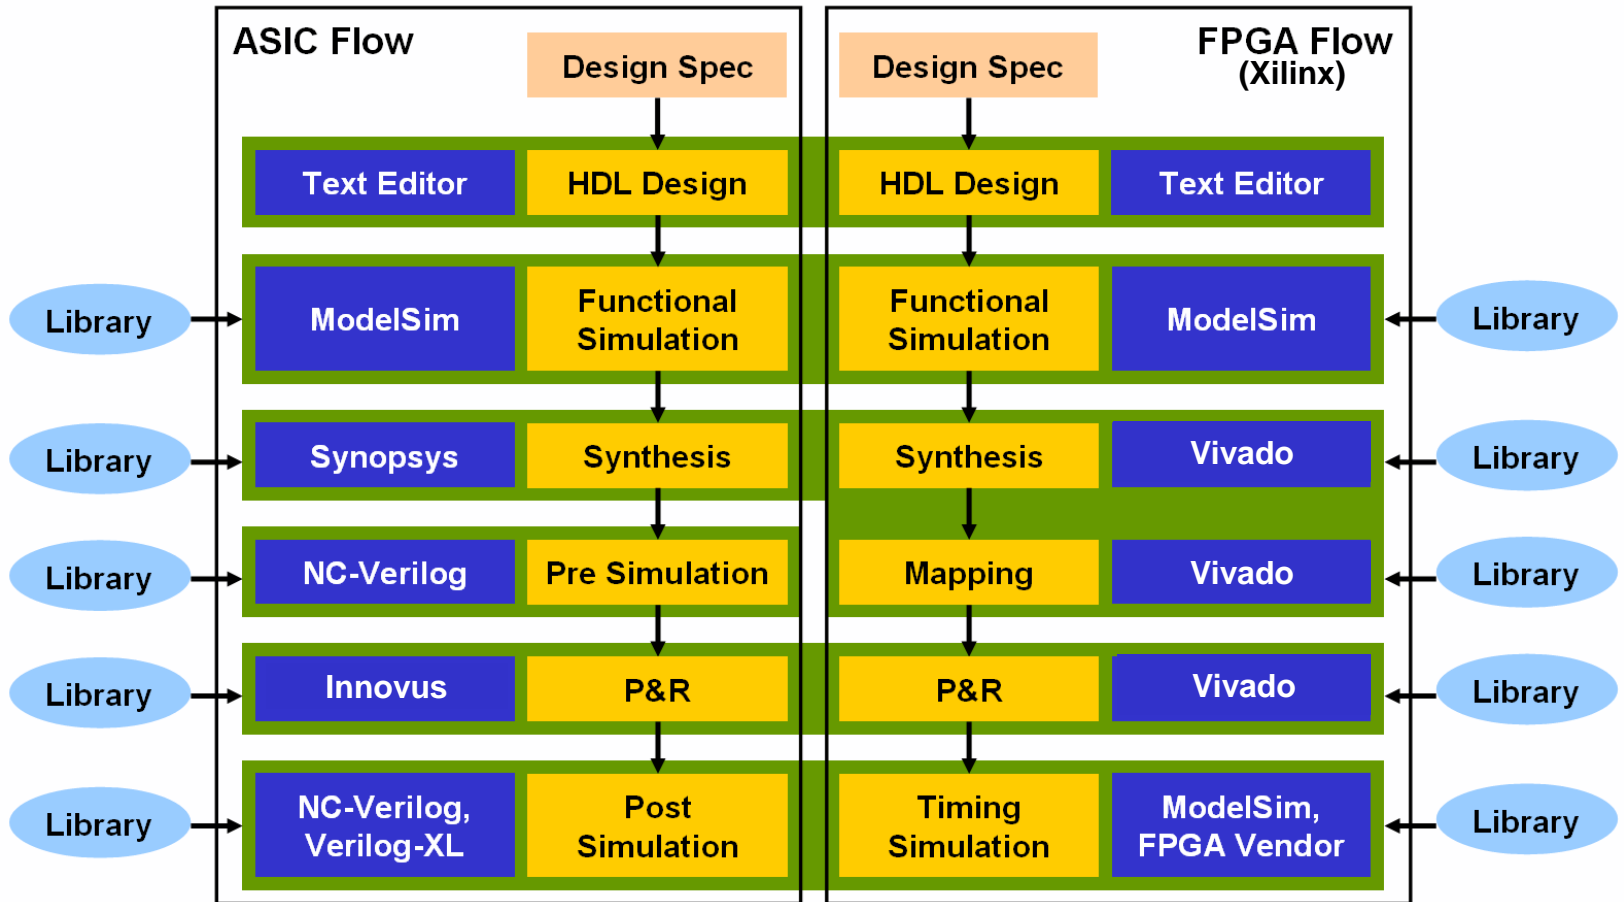 ASIC Flow
FPGA Flow
(Xilinx)
Design Spec
Design Spec
Text Editor
HDL Design
HDL Design
Text Editor
Library
ModelSim
Functional
Simulation
Functional
Simulation
ModelSim
Library
Library
Synopsys
Synthesis
Synthesis
Vivado
Library
Library
NC-Verilog
Pre Simulation
Mapping
Vivado
Library
Library
Innovus
P&R
P&R
Vivado
Library
Library
NC-Verilog,
Verilog-XL
Post
Simulation
Timing
Simulation
ModelSim,
FPGA Vendor
Library